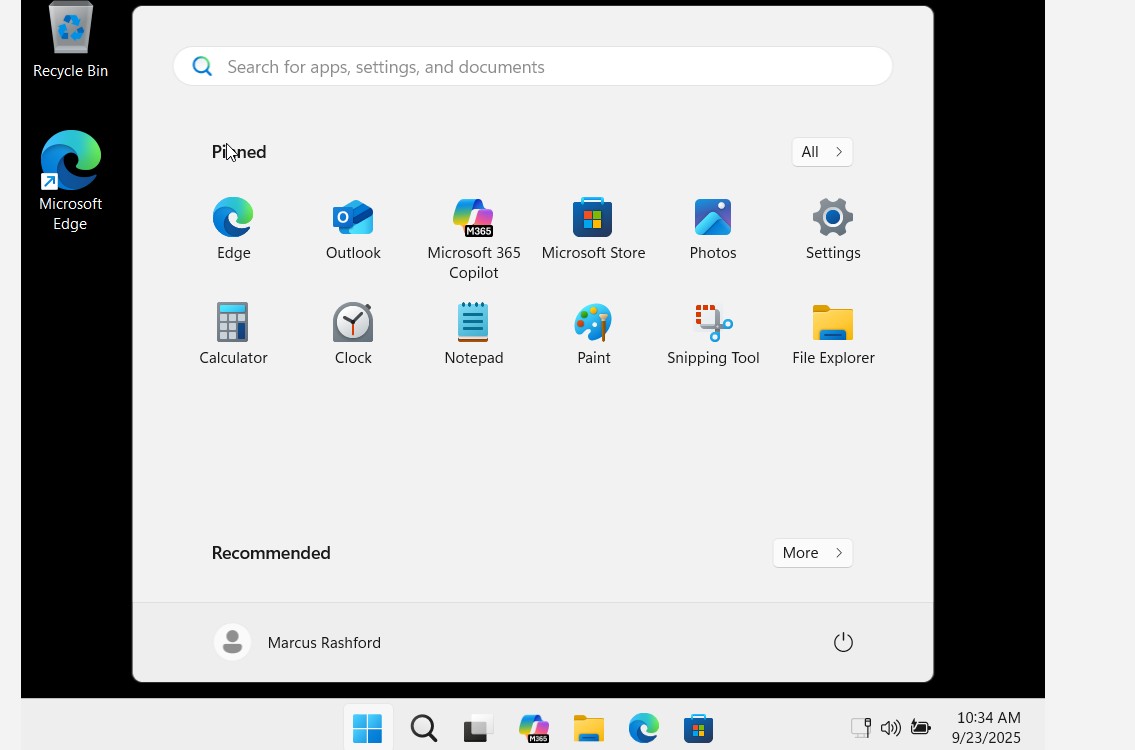 Recycle Bin
Microsoft
Edge
Search for apps, settings, and documents
Pinned
All
Edge
Outlook
M365
Microsoft 365
Copilot
Microsoft Store
Photos
Settings
Calculator
Clock
Notepad
Paint
Snipping Tool
File Explorer
Recommended
More
Marcus Rashford
M365
10:34 AM
9/23/2025